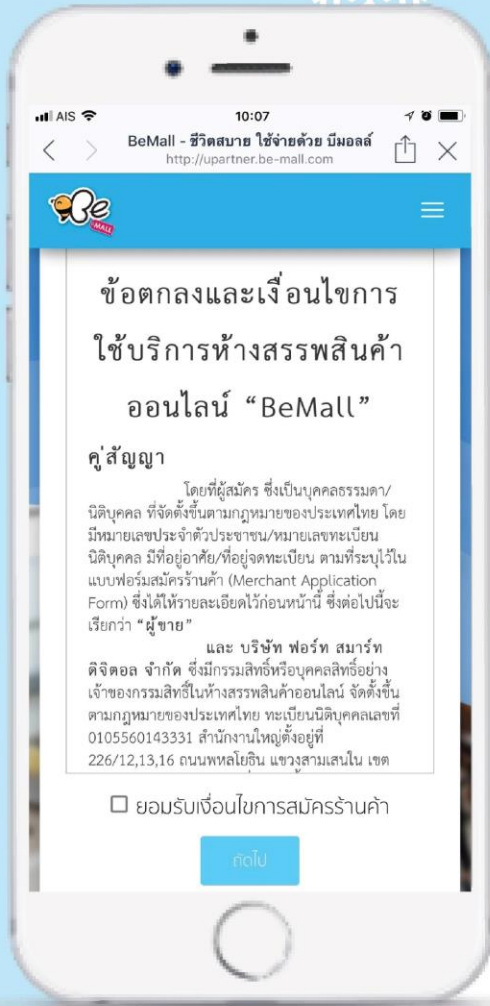 AIS 10:07
BeMall - ชีวิตสบาย ใช้จ่ายด้วย บีมอลล์
http://upartner.be-mall.com
Be
MALL
ข้อตกลงและเงื่อนไขการ
ใช้บริการห้างสรรพสินค้า
ออนไลน์ “BeMall”
คู่สัญญา
โดยที่ผู้สมัคร ซึ่งเป็นบุคคลธรรมดา/
นิติบุคคล ที่จัดตั้งขึ้นตามกฎหมายของประเทศไทย โดย
มีหมายเลขประจำตัวประชาชน/หมายเลขทะเบียน
นิติบุคคล มีที่อยู่อาศัย/ที่อยู่จดทะเบียน ตามที่ระบุไว้ใน
แบบฟอร์มสมัครร้านค้า (Merchant Application
Form) ซึ่งได้ให้รายละเอียดไว้ก่อนหน้านี้ ซึ่งต่อไปนี้จะ
เรียกว่า “ผู้ขาย”
และ บริษัท ฟอร์ท สมาร์ท
ดิจิตอล จำกัด ซึ่งมีกรรมสิทธิ์หรือบุคคลสิทธิ์อย่าง
เจ้าของกรรมสิทธิ์ในห้างสรรพสินค้าออนไลน์ จัดตั้งขึ้น
ตามกฎหมายของประเทศไทย ทะเบียนนิติบุคคลเลขที่
0105560143331 สำนักงานใหญ่ตั้งอยู่ที่
226/12,13,16 ถนนพหลโยธิน แขวงสามเสนใน เขต
ยอมรับเงื่อนไขการสมัครร้านค้า
ถัดไป